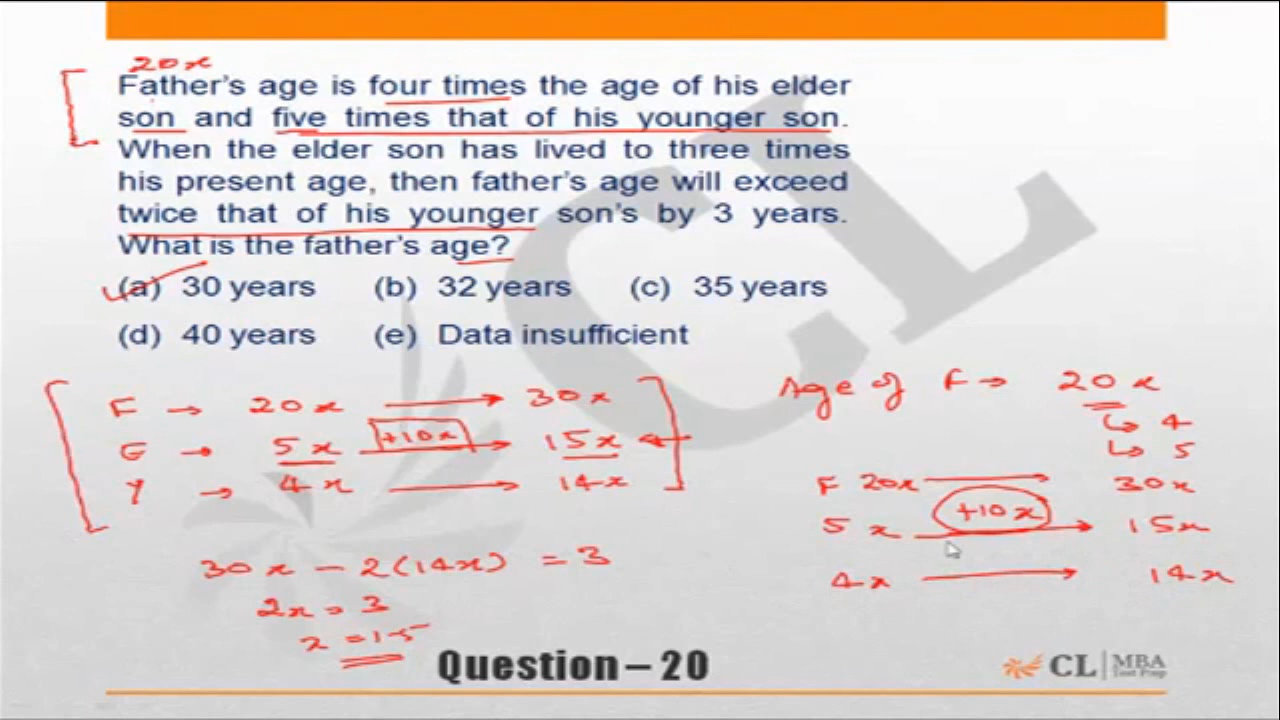 20x
Father's age is four times the age of his elder
son and five times that of his younger son.
When the elder son has lived to three times
his present age, then father's age will exceed
twice that of his younger son's by 3 years.
What is the father's age?
(a) 30 years (b) 32 years (c) 35 years
(d) 40 years (e) Data insufficient
F → 20x → 30x
E → 5x +10x → 15x
Y → 4x → 14x
30x - 2(14x) = 3
2x = 3
x = 1.5
Age of F → 20x
↳ 4
↳ 5
F 20x → 30x
5x +10x → 15x
4x → 14x
CL
Question – 20
CL | MBA
Test Prep